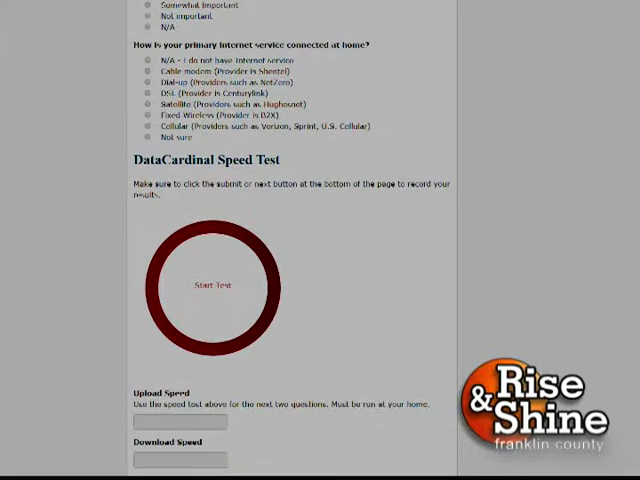 Somewhat Important
Not important
N/A
How is your primary internet service connected at home?
N/A - I do not have internet service
Cable modem (Provider is Shentel)
Dial-up (Providers such as NetZero)
DSL (Provider is Centurylink)
Satellite (Providers such as Hughesnet)
Fixed Wireless (Provider is B2X)
Cellular (Providers such as Verizon, Sprint, U.S. Cellular)
Not sure
DataCardinal Speed Test
Make sure to click the submit or next button at the bottom of the page to record your
results.
Start Test
Upload Speed
Use the speed test above for the next two questions. Must be run at your home.
Download Speed
Rise
& Shine
franklin county